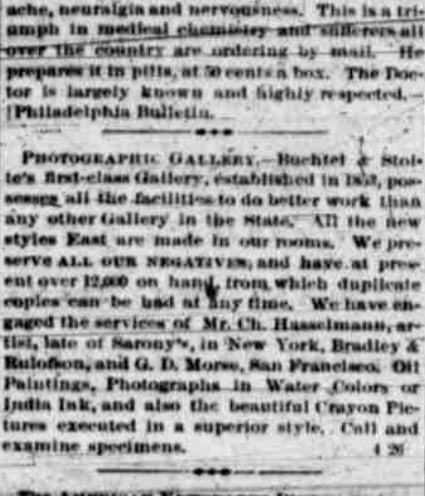 ache, neuralgia and nervousness. This is a tri-
umph in medical chemistry and sufferers all
over the country are ordering by mail. He
prepares it in pills, at 50 cents a box. The Doc-
tor is largely known and highly respected.—
[Philadelphia Bulletin.
PHOTOGRAPHIC GALLERY.—Buchtel & Stol-
te's first-class Gallery, established in 1853, pos-
sesses all the facilities to do better work than
any other Gallery in the State. All the new
styles East are made in our rooms. We pre-
serve ALL OUR NEGATIVES, and have at pres-
ent over 12,000 on hand, from which duplicate
copies can be had at any time. We have en-
gaged the services of Mr. Ch. Hasselmann, ar-
tist, late of Sarony's, in New York, Bradley &
Rulofson, and G. D. Morse, San Francisco. Oil
Paintings, Photographs in Water Colors or
India Ink, and also the beautiful Crayon Pic-
tures executed in a superior style. Call and
examine specimens. 4 26
The AMERICAN